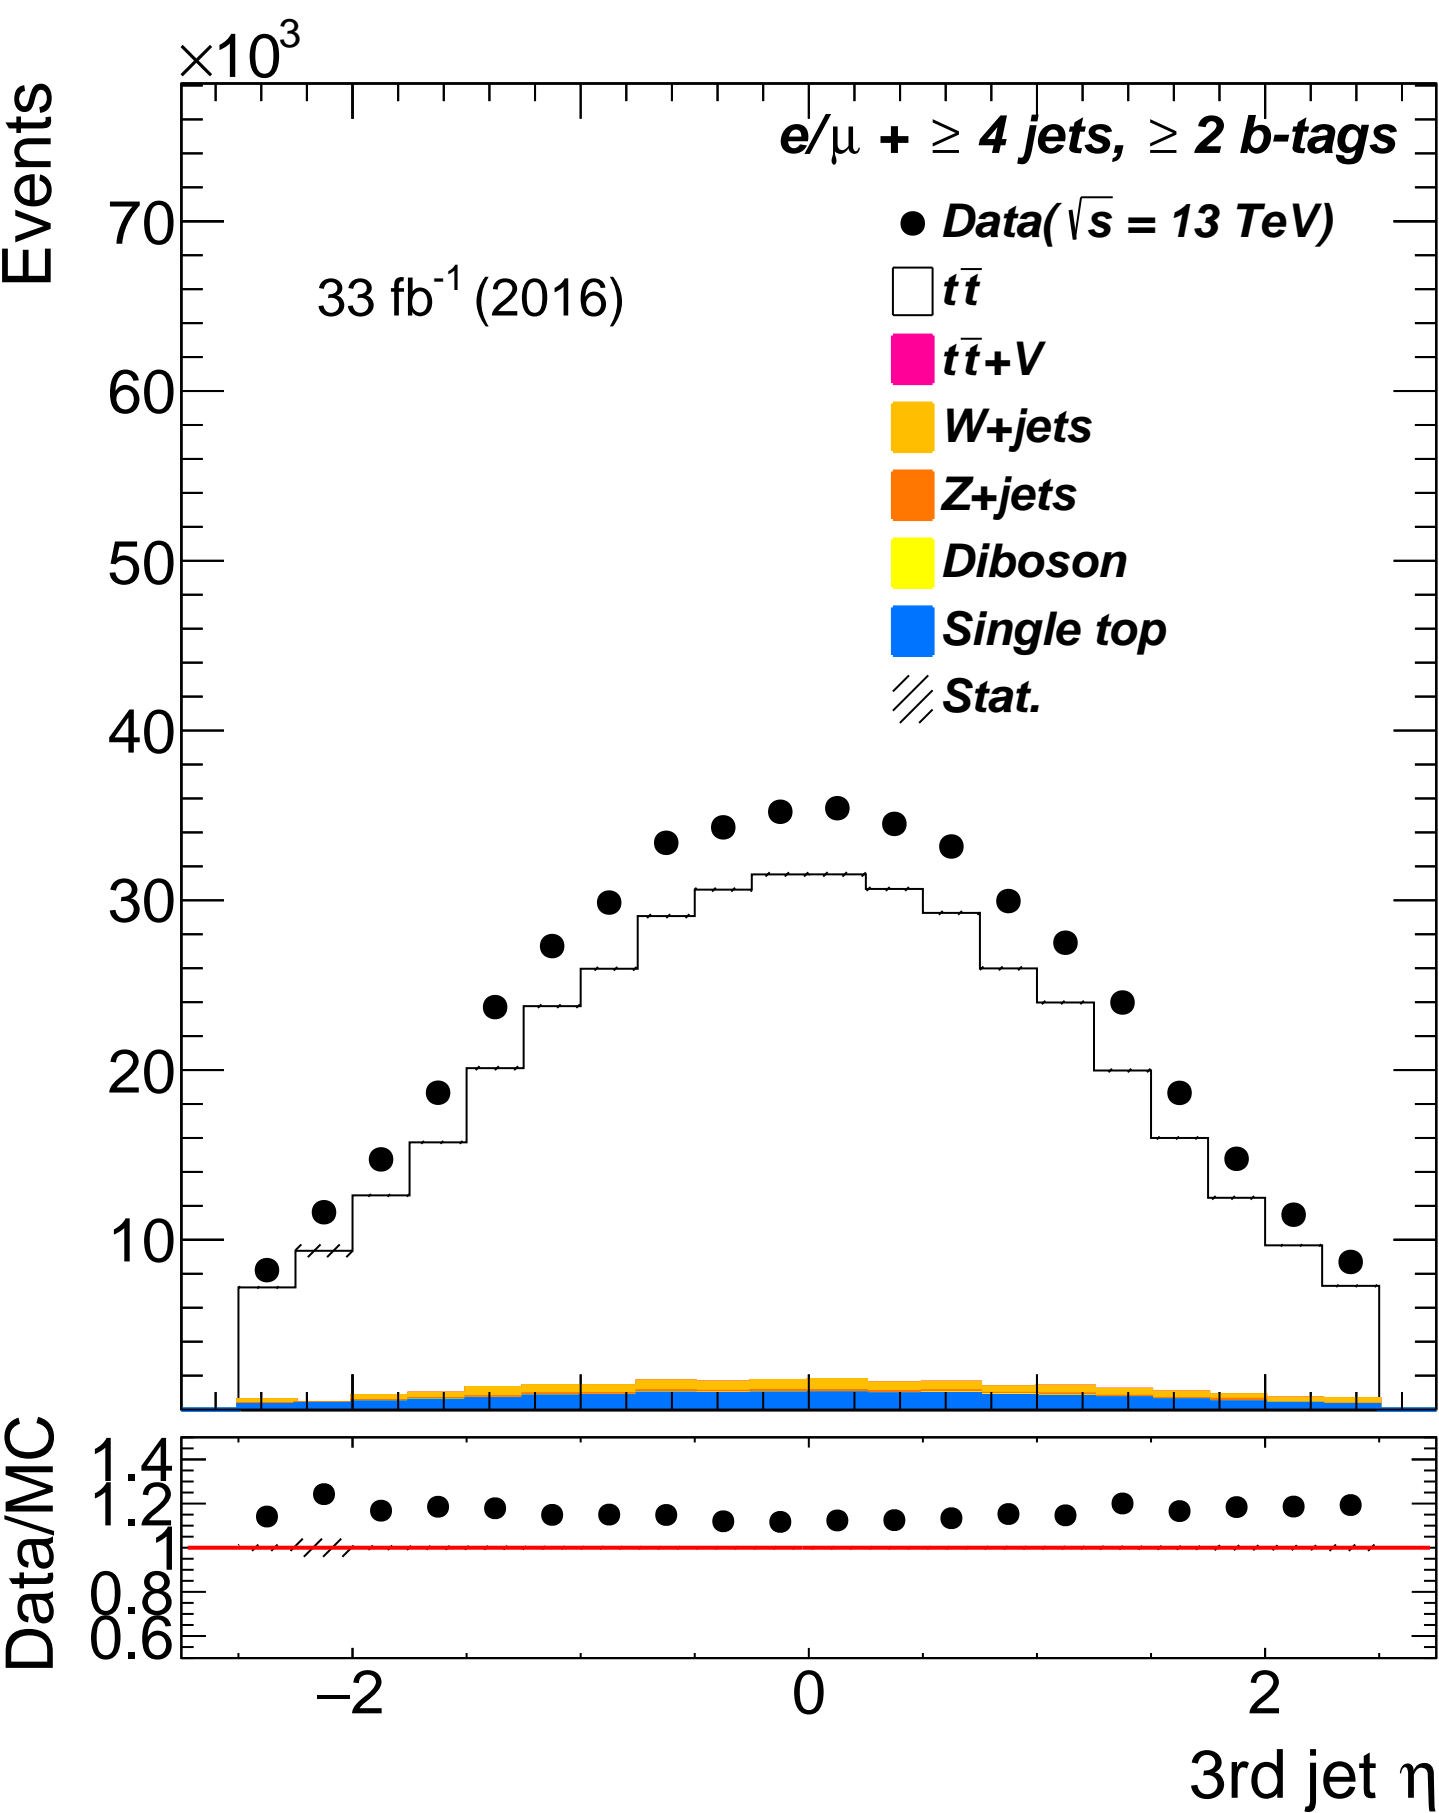 ×10³
Events
e/μ + ≥ 4 jets, ≥ 2 b-tags
Data(√s = 13 TeV)
33 fb⁻¹ (2016)
tt̅
tt̅+V
W+jets
Z+jets
Diboson
Single top
Stat.
70
60
50
40
30
20
10
Data/MC
1.4
1.2
1
0.8
0.6
−2 0 2
3rd jet η